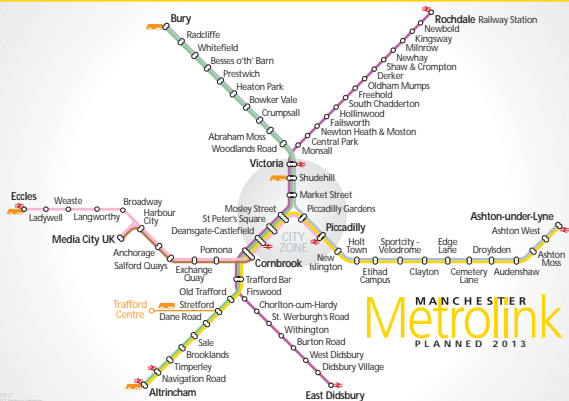 Bury
Radcliffe
Whitefield
Besses o'th' Barn
Prestwich
Heaton Park
Bowker Vale
Crumpsall
Abraham Moss
Woodlands Road
Rochdale Railway Station
Newbold
Kingsway
Milnrow
Newhay
Shaw & Crompton
Derker
Oldham Mumps
Freehold
South Chadderton
Hollinwood
Failsworth
Newton Heath & Moston
Central Park
Monsall
Victoria
Shudehill
Market Street
Mosley Street
Piccadilly Gardens
St Peter's Square
Deansgate-Castlefield
CITY
ZONE
Piccadilly
New
Islington
Holt
Town
Etihad
Campus
Sportcity -
Velodrome
Clayton
Edge
Lane
Cemetery
Lane
Droylsden
Audenshaw
Ashton
Moss
Ashton West
Ashton-under-Lyne
Eccles
Ladywell
Weaste
Langworthy
Broadway
Harbour
City
Media City UK
Anchorage
Salford Quays
Exchange
Quay
Pomona
Cornbrook
Trafford Bar
Old Trafford
Firswood
Trafford
Centre
Stretford
Dane Road
Sale
Brooklands
Timperley
Navigation Road
Altrincham
Chorlton-cum-Hardy
St. Werburgh's Road
Withington
Burton Road
West Didsbury
Didsbury Village
East Didsbury
MANCHESTER
Metrolink
PLANNED 2013